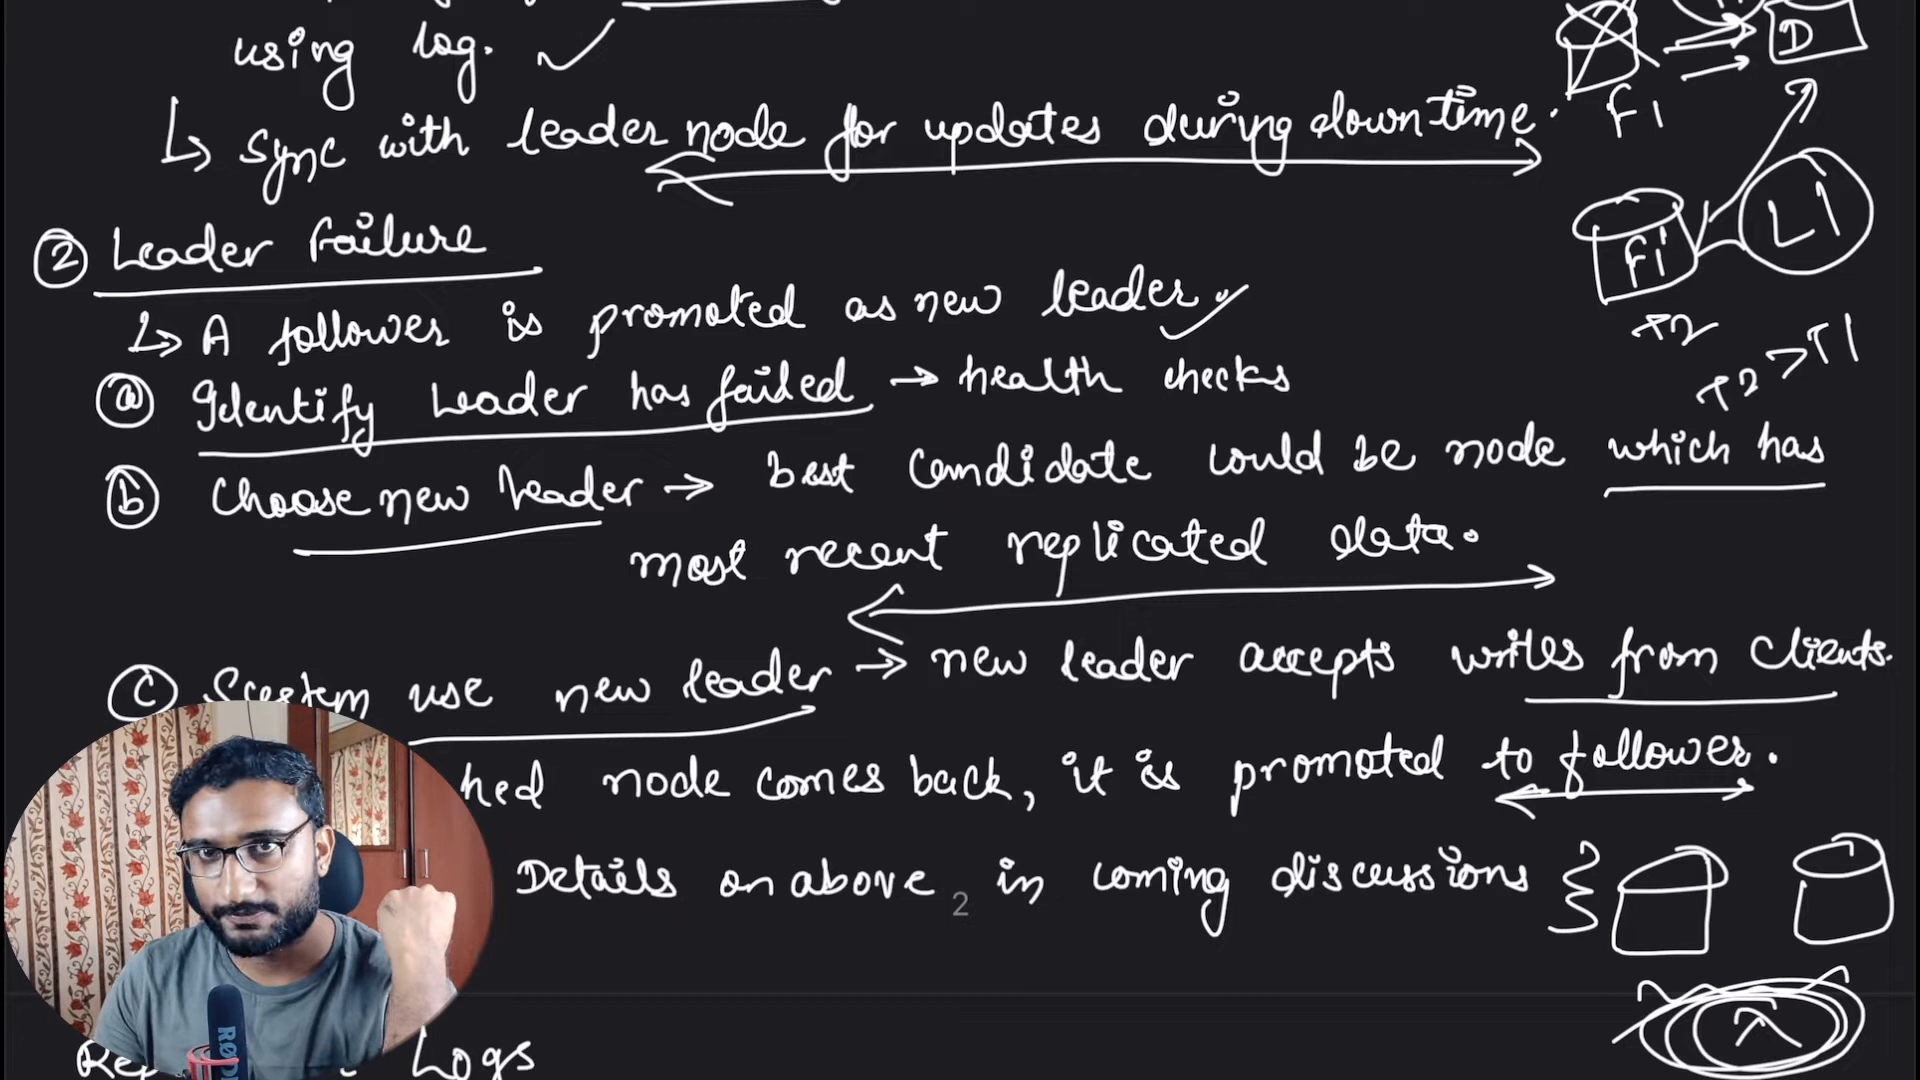 using log.
↳ Sync with leader node for updates during downtime.
② Leader Failure
↳ A follower is promoted as new leader.
ⓐ Identify Leader has failed → health checks
ⓑ Choose new leader → best candidate would be node which has
most recent replicated data.
ⓒ System use new leader → new leader accepts writes from clients.
hed node comes back, it is promoted to follower.
Details on above in coming discussions
2
Logs
D
F1
L1
F1
T2
T2 > T1
RØD